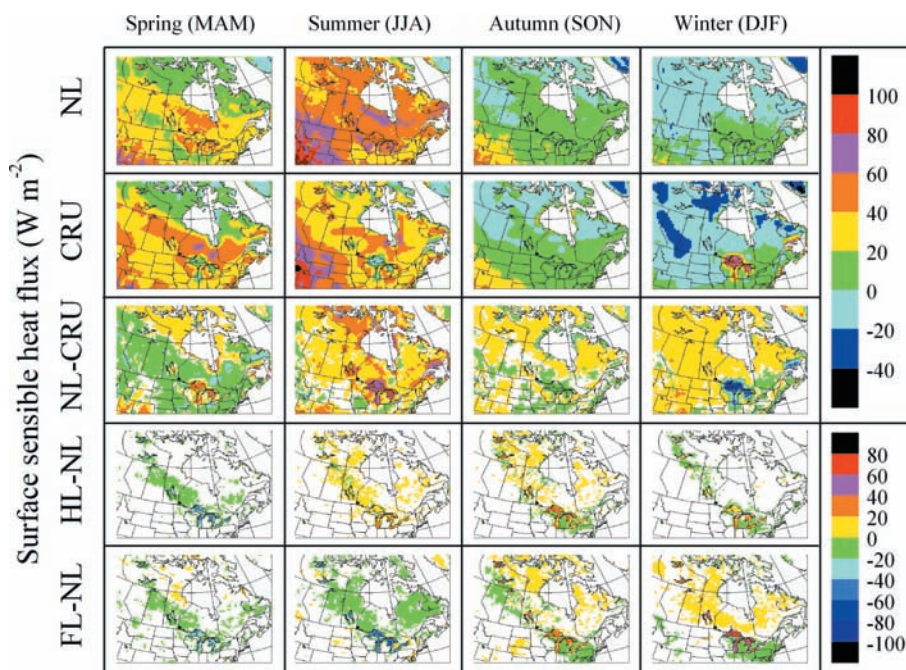 Spring (MAM) Summer (JJA) Autumn (SON) Winter (DJF)
Surface sensible heat flux (W m⁻²)
NL
CRU
NL-CRU
HL-NL
FL-NL
100
80
60
40
20
0
-20
-40
80
60
40
20
0
-20
-40
-60
-80
-100